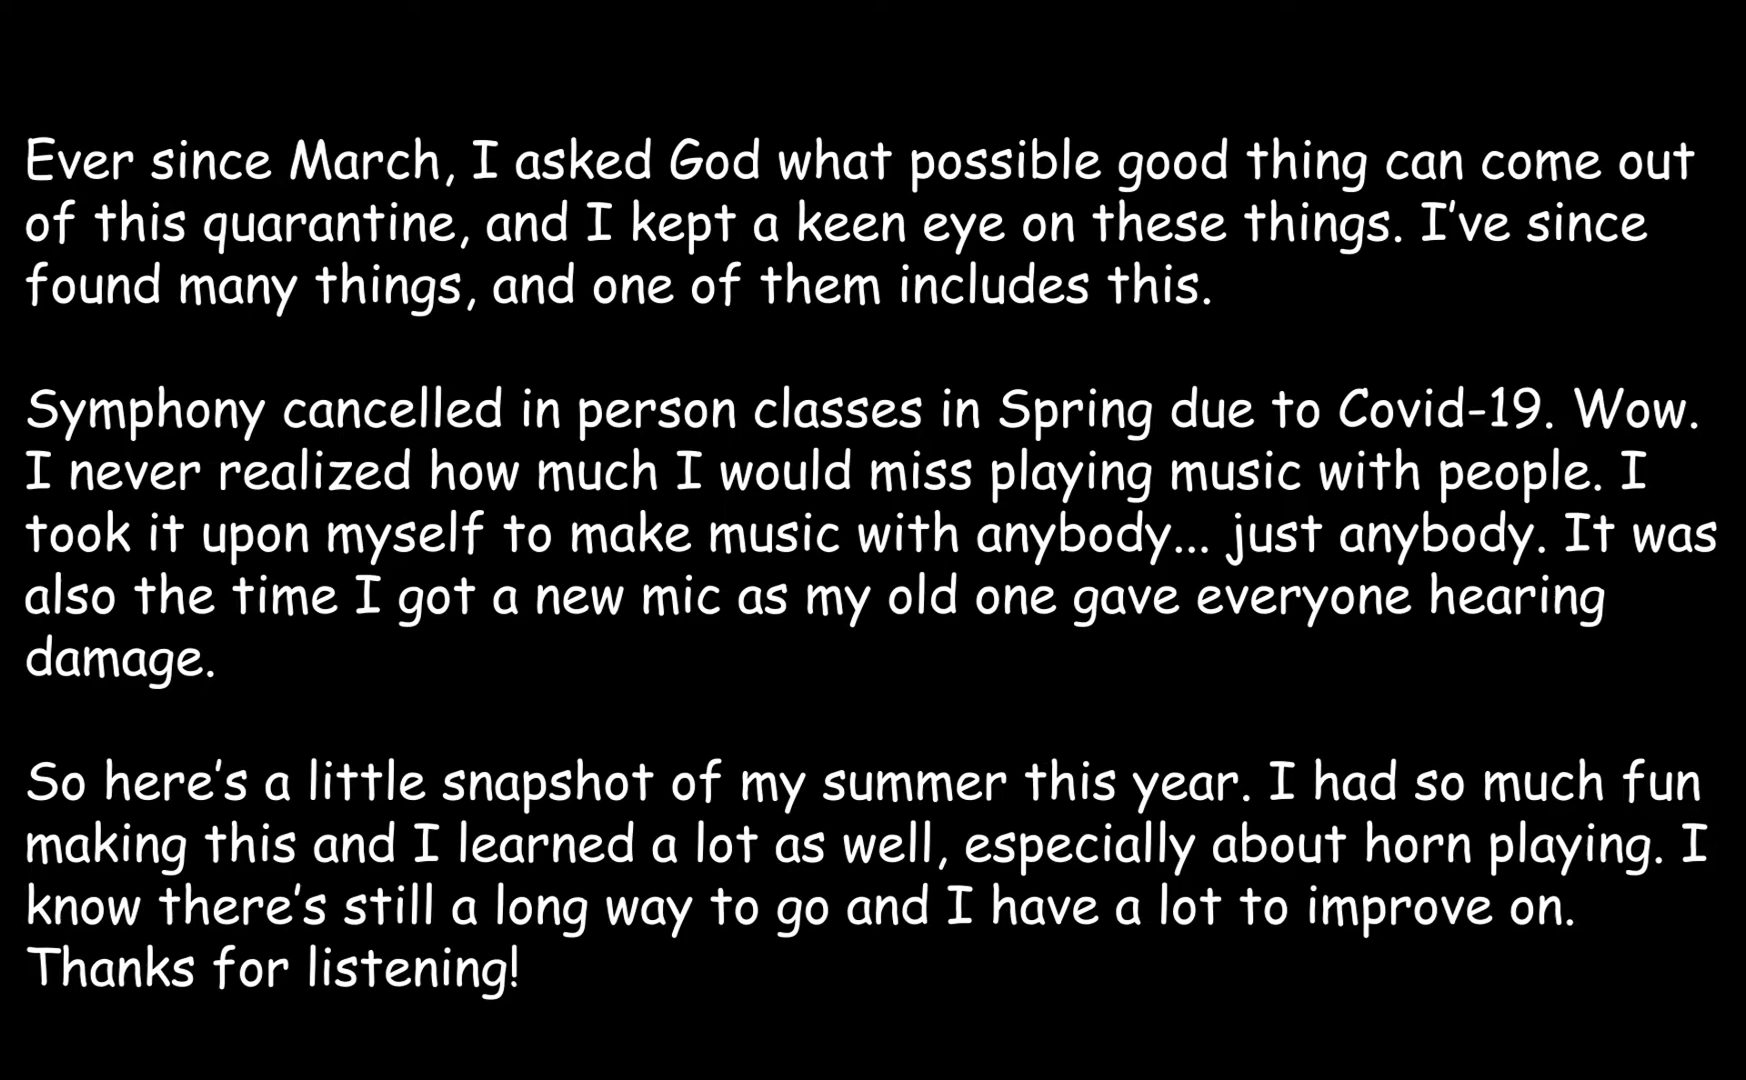 Ever since March, I asked God what possible good thing can come out
of this quarantine, and I kept a keen eye on these things. I've since
found many things, and one of them includes this.
Symphony cancelled in person classes in Spring due to Covid-19. Wow.
I never realized how much I would miss playing music with people. I
took it upon myself to make music with anybody... just anybody. It was
also the time I got a new mic as my old one gave everyone hearing
damage.
So here's a little snapshot of my summer this year. I had so much fun
making this and I learned a lot as well, especially about horn playing. I
know there's still a long way to go and I have a lot to improve on.
Thanks for listening!